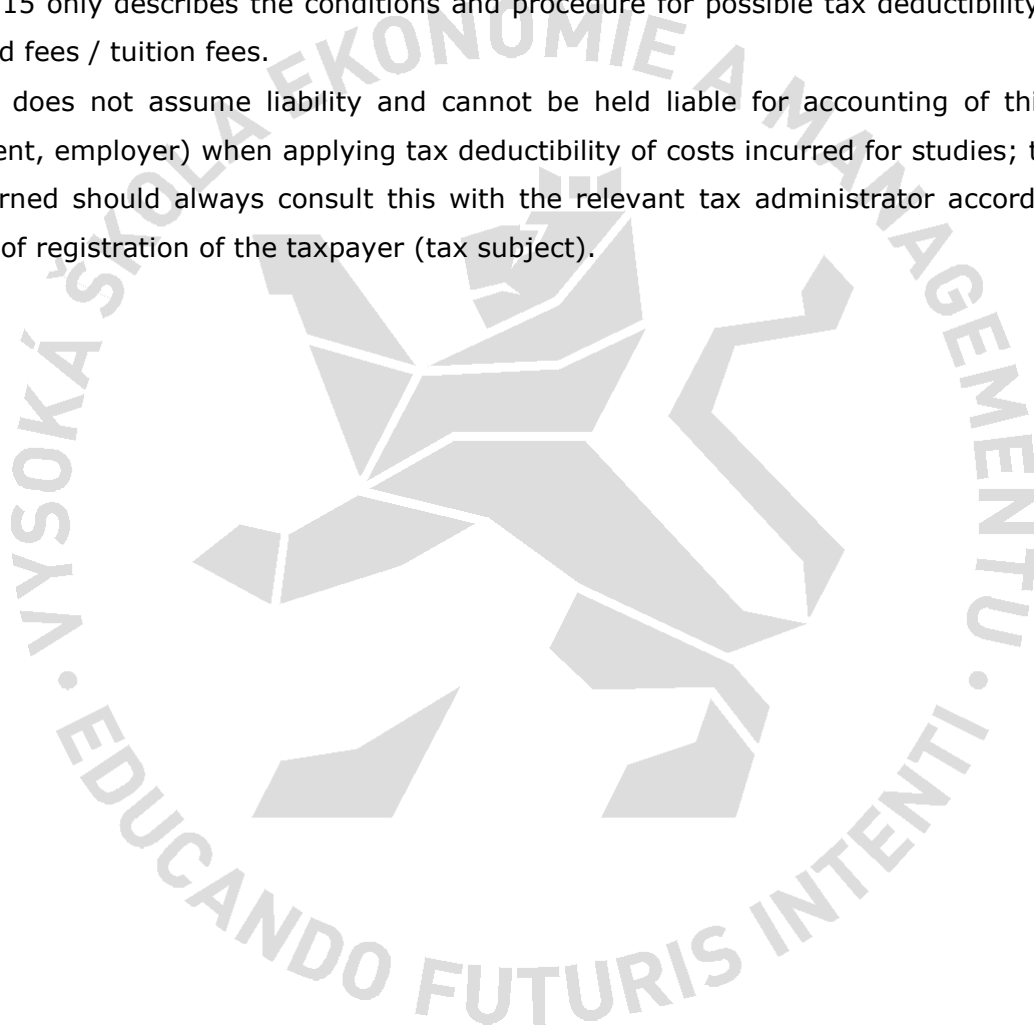 15 only describes the conditions and procedure for possible tax deductibility
d fees / tuition fees.
does not assume liability and cannot be held liable for accounting of thi
ent, employer) when applying tax deductibility of costs incurred for studies; t
rned should always consult this with the relevant tax administrator accord
of registration of the taxpayer (tax subject).
VYSOKÁ ŠKOLA EKONOMIE A MANAGEMENTU
• EDUCANDO FUTURIS INTENTI •